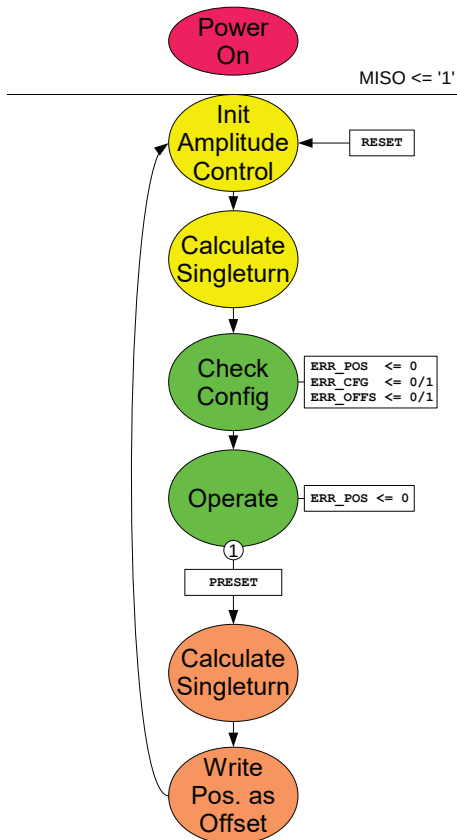 Power
On
MISO <= '1'
Init
Amplitude
Control
RESET
Calculate
Singleturn
Check
Config
ERR_POS <= 0
ERR_CFG <= 0/1
ERR_OFFS <= 0/1
Operate
ERR_POS <= 0
1
PRESET
Calculate
Singleturn
Write
Pos. as
Offset